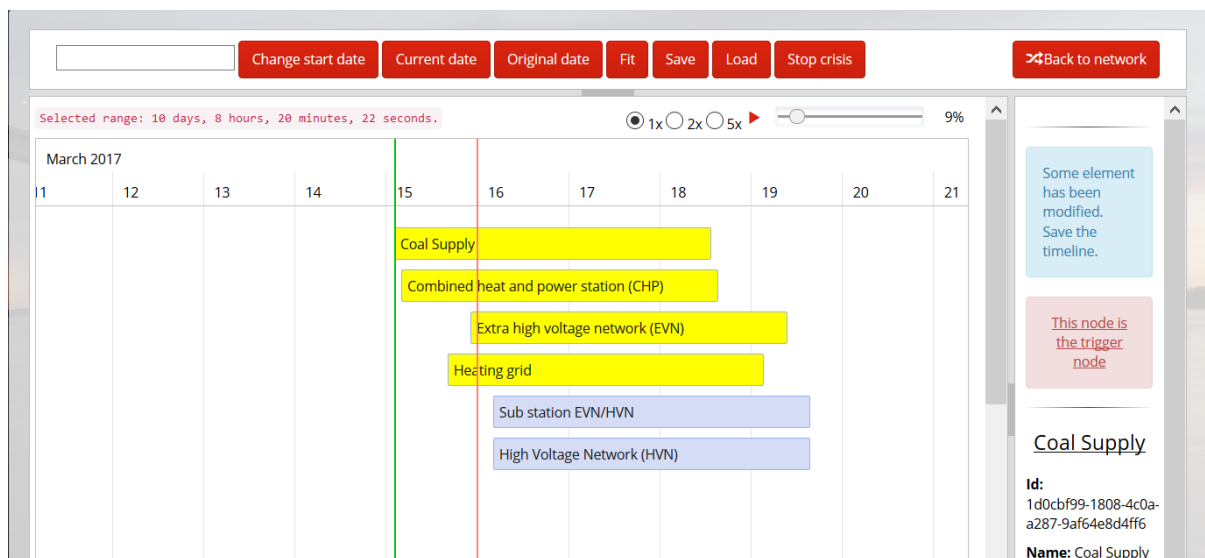 Change start date Current date Original date Fit Save Load Stop crisis Back to network
Selected range: 10 days, 8 hours, 20 minutes, 22 seconds. 1x 2x 5x 9%
March 2017
11 12 13 14 15 16 17 18 19 20 21
Coal Supply
Combined heat and power station (CHP)
Extra high voltage network (EVN)
Heating grid
Sub station EVN/HVN
High Voltage Network (HVN)
Some element
has been
modified.
Save the
timeline.
This node is
the trigger
node
Coal Supply
Id:
1d0cbf99-1808-4c0a-
a287-9af64e8d4ff6
Name: Coal Supply